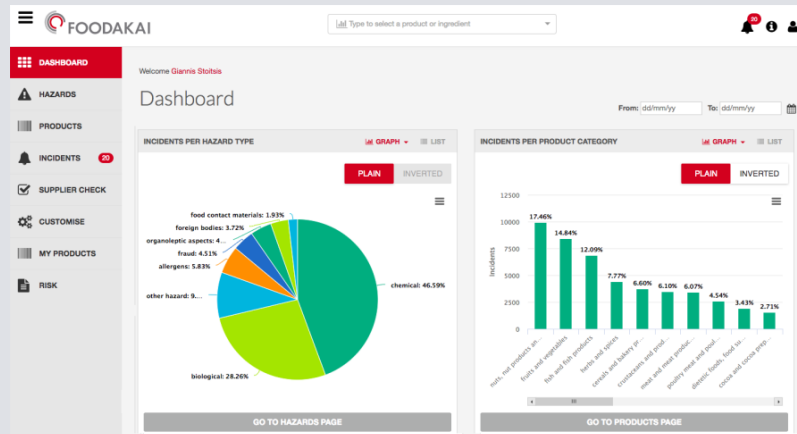 FOODAKAI
Type to select a product or ingredient
20
DASHBOARD
HAZARDS
PRODUCTS
INCIDENTS 20
SUPPLIER CHECK
CUSTOMISE
MY PRODUCTS
RISK
Welcome Giannis Stoitsis
Dashboard
From: dd/mm/yy To: dd/mm/yy
INCIDENTS PER HAZARD TYPE GRAPH LIST
PLAIN INVERTED
food contact materials: 1.93%
foreign bodies: 3.72%
organoleptic aspects: 4...
fraud: 4.51%
allergens: 5.83%
other hazard: 9....
chemical: 46.59%
biological: 28.26%
GO TO HAZARDS PAGE
INCIDENTS PER PRODUCT CATEGORY GRAPH LIST
PLAIN INVERTED
Incidents
12500
10000
7500
5000
2500
0
17.46%
14.84%
12.09%
7.77%
6.60%
6.10%
6.07%
4.54%
3.43%
2.71%
nuts, nut products an...
fruits and vegetables
fish and fish products
herbs and spices
cereals and bakery pr...
crustaceans and prod...
meat and meat produc...
poultry meat and poul...
dietetic foods, food su...
cocoa and cocoa prep...
GO TO PRODUCTS PAGE